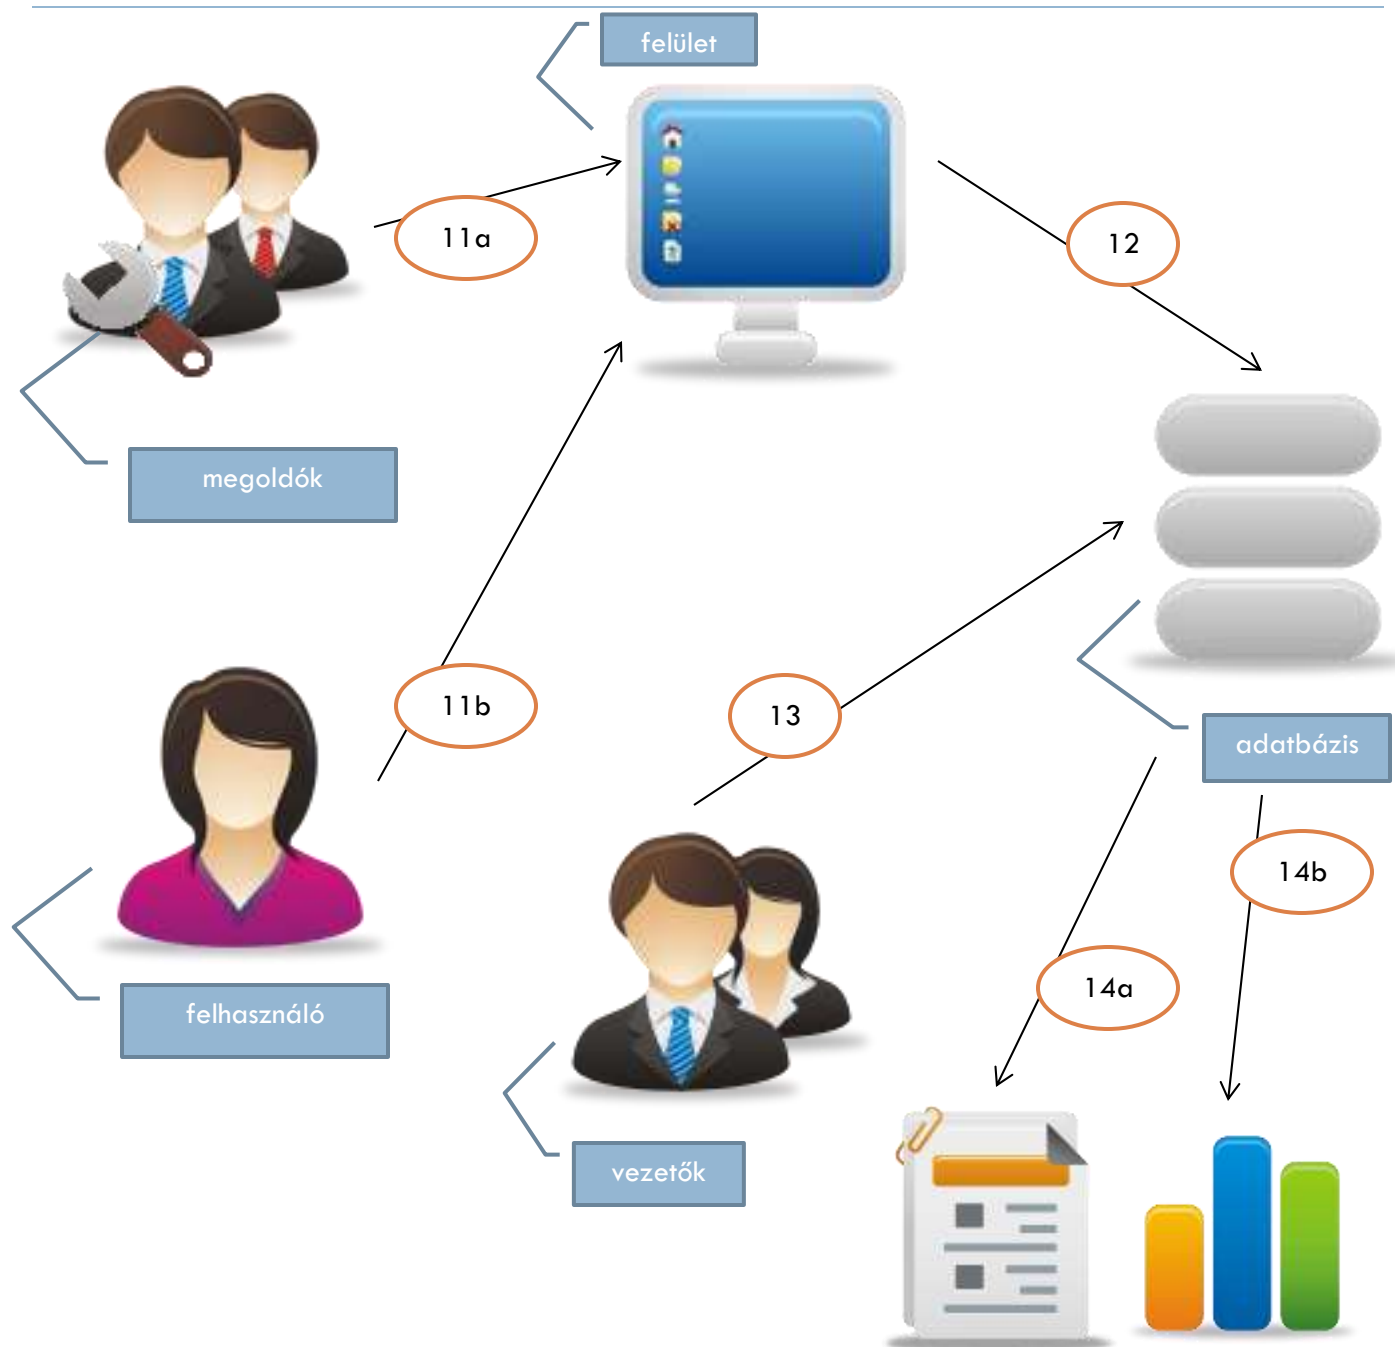 felület
11a
12
megoldók
11b
13
adatbázis
14b
14a
felhasználó
vezetők